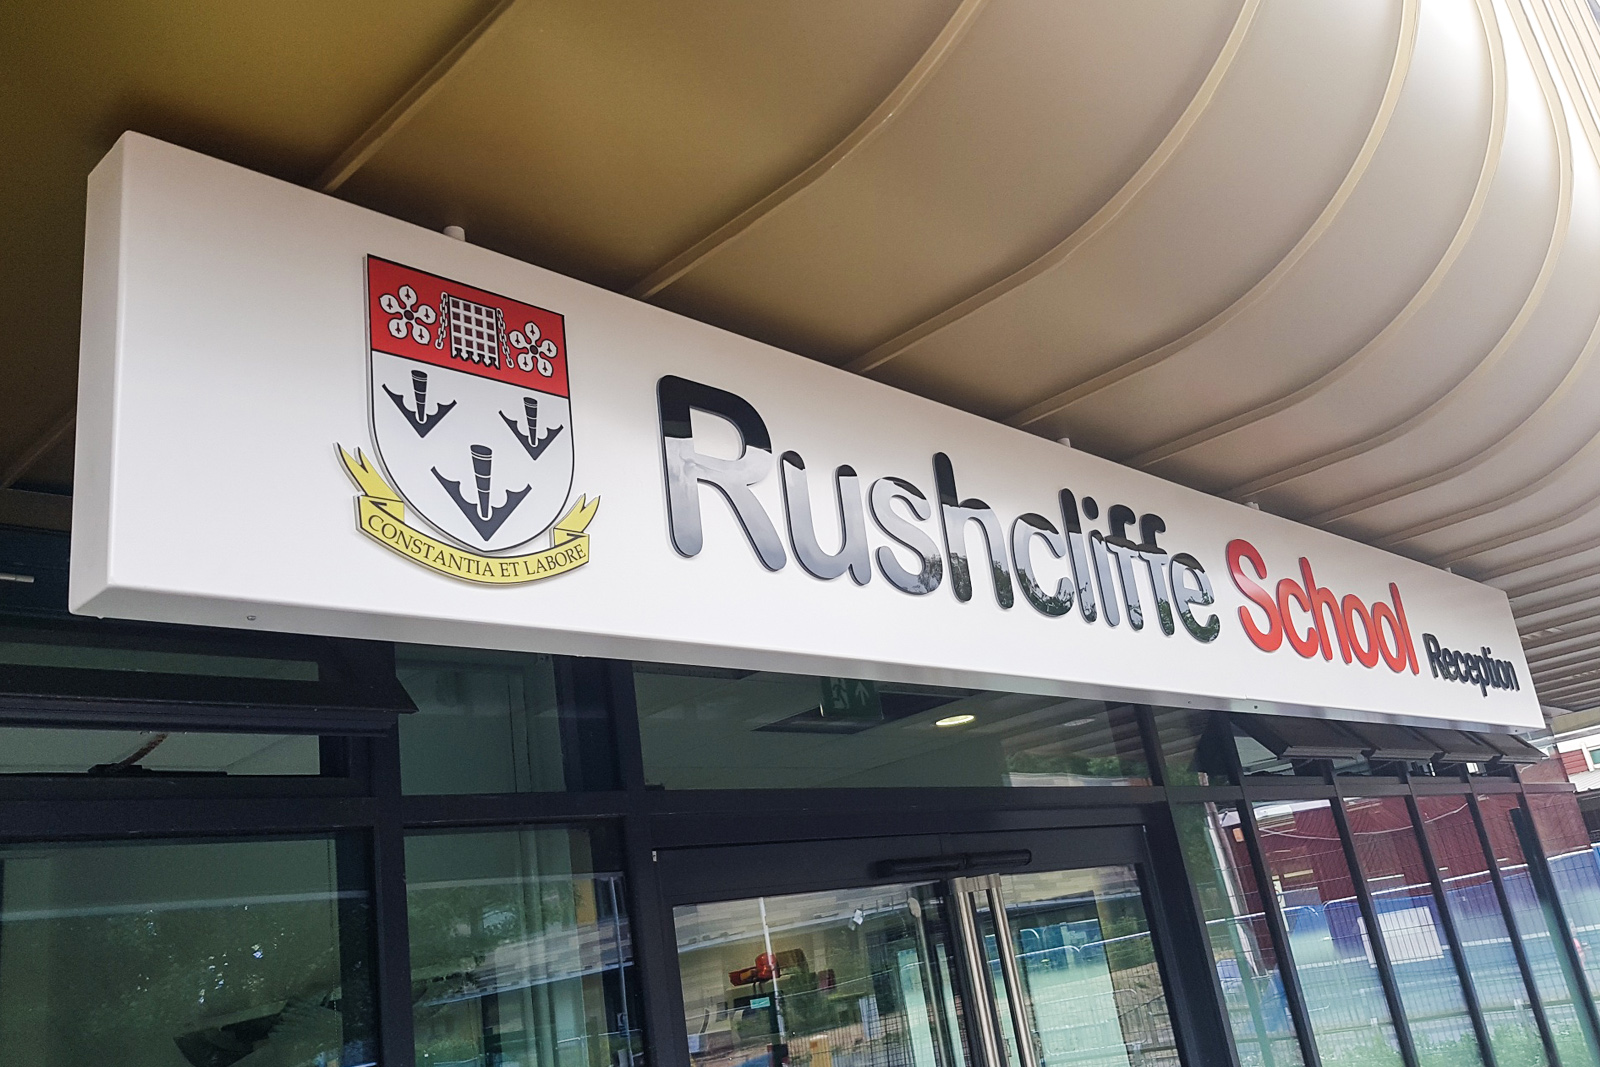 CONSTANTIA ET LABORE
Rushcliffe School Reception